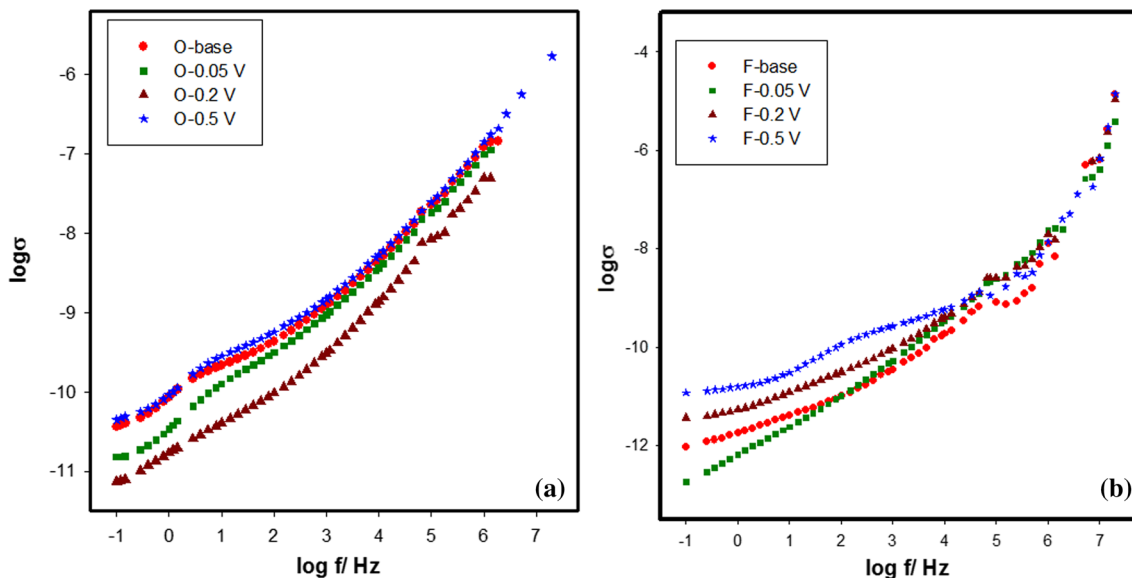 O-base
O-0.05 V
O-0.2 V
O-0.5 V
logσ
-6
-7
-8
-9
-10
-11
-1 0 1 2 3 4 5 6 7
log f/ Hz
(a)
F-base
F-0.05 V
F-0.2 V
F-0.5 V
logσ
-4
-6
-8
-10
-12
-1 0 1 2 3 4 5 6 7
log f/ Hz
(b)